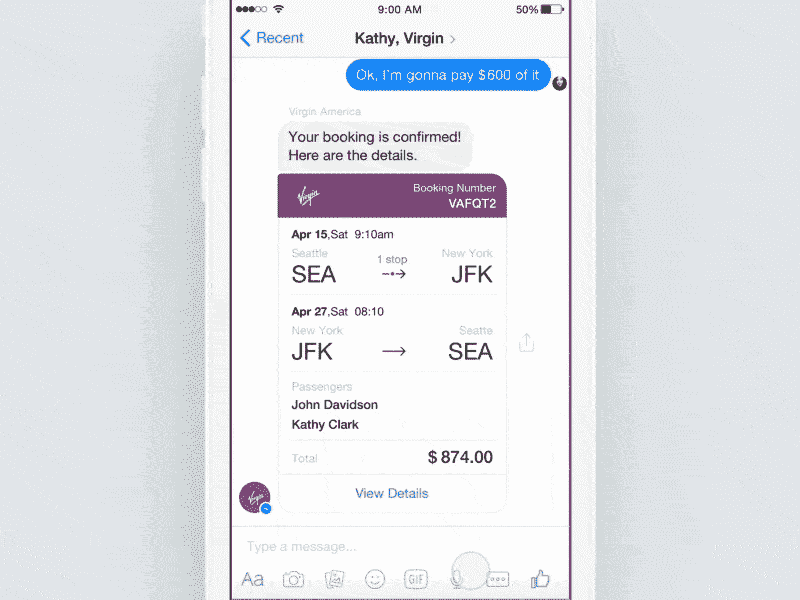 9:00 AM
50%
Recent
Kathy, Virgin
Ok, I'm gonna pay $600 of it
Virgin America
Your booking is confirmed!
Here are the details.
Virgin
Booking Number
VAFQT2
Apr 15,Sat 9:10am
Seattle
1 stop
New York
SEA
JFK
Apr 27,Sat 08:10
New York
Seatte
JFK
SEA
Passengers
John Davidson
Kathy Clark
Total
$874.00
View Details
Virgin
Type a message...
Aa
GIF